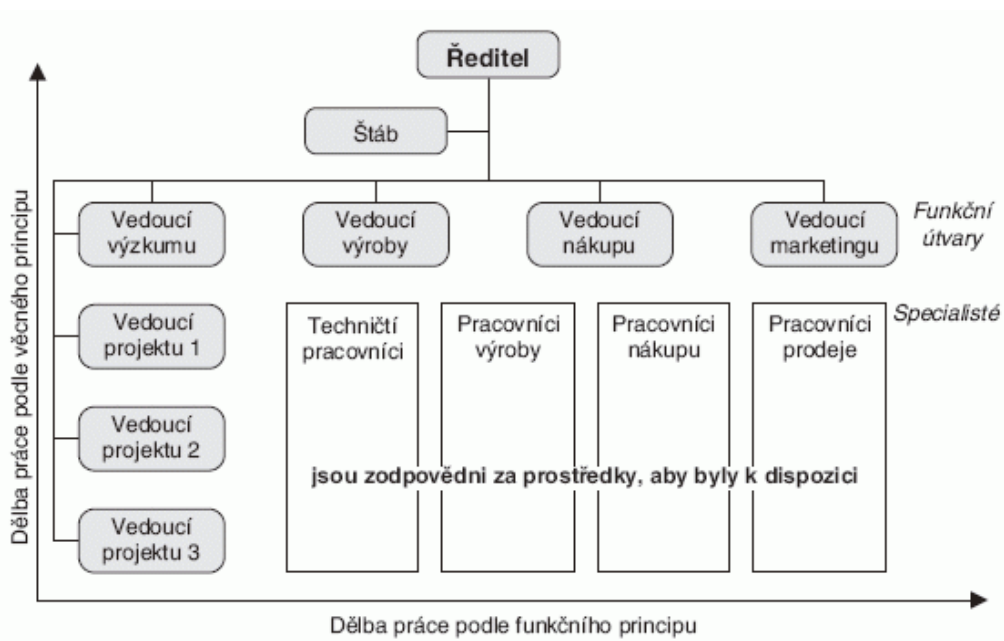 Ředitel
Štáb
Vedoucí
výzkumu
Vedoucí
výroby
Vedoucí
nákupu
Vedoucí
marketingu
Funkční
útvary
Vedoucí
projektu 1
Techničtí
pracovníci
Pracovníci
výroby
Pracovníci
nákupu
Pracovníci
prodeje
Specialisté
Vedoucí
projektu 2
jsou zodpovědni za prostředky, aby byly k dispozici
Vedoucí
projektu 3
Dělba práce podle věcného principu
Dělba práce podle funkčního principu